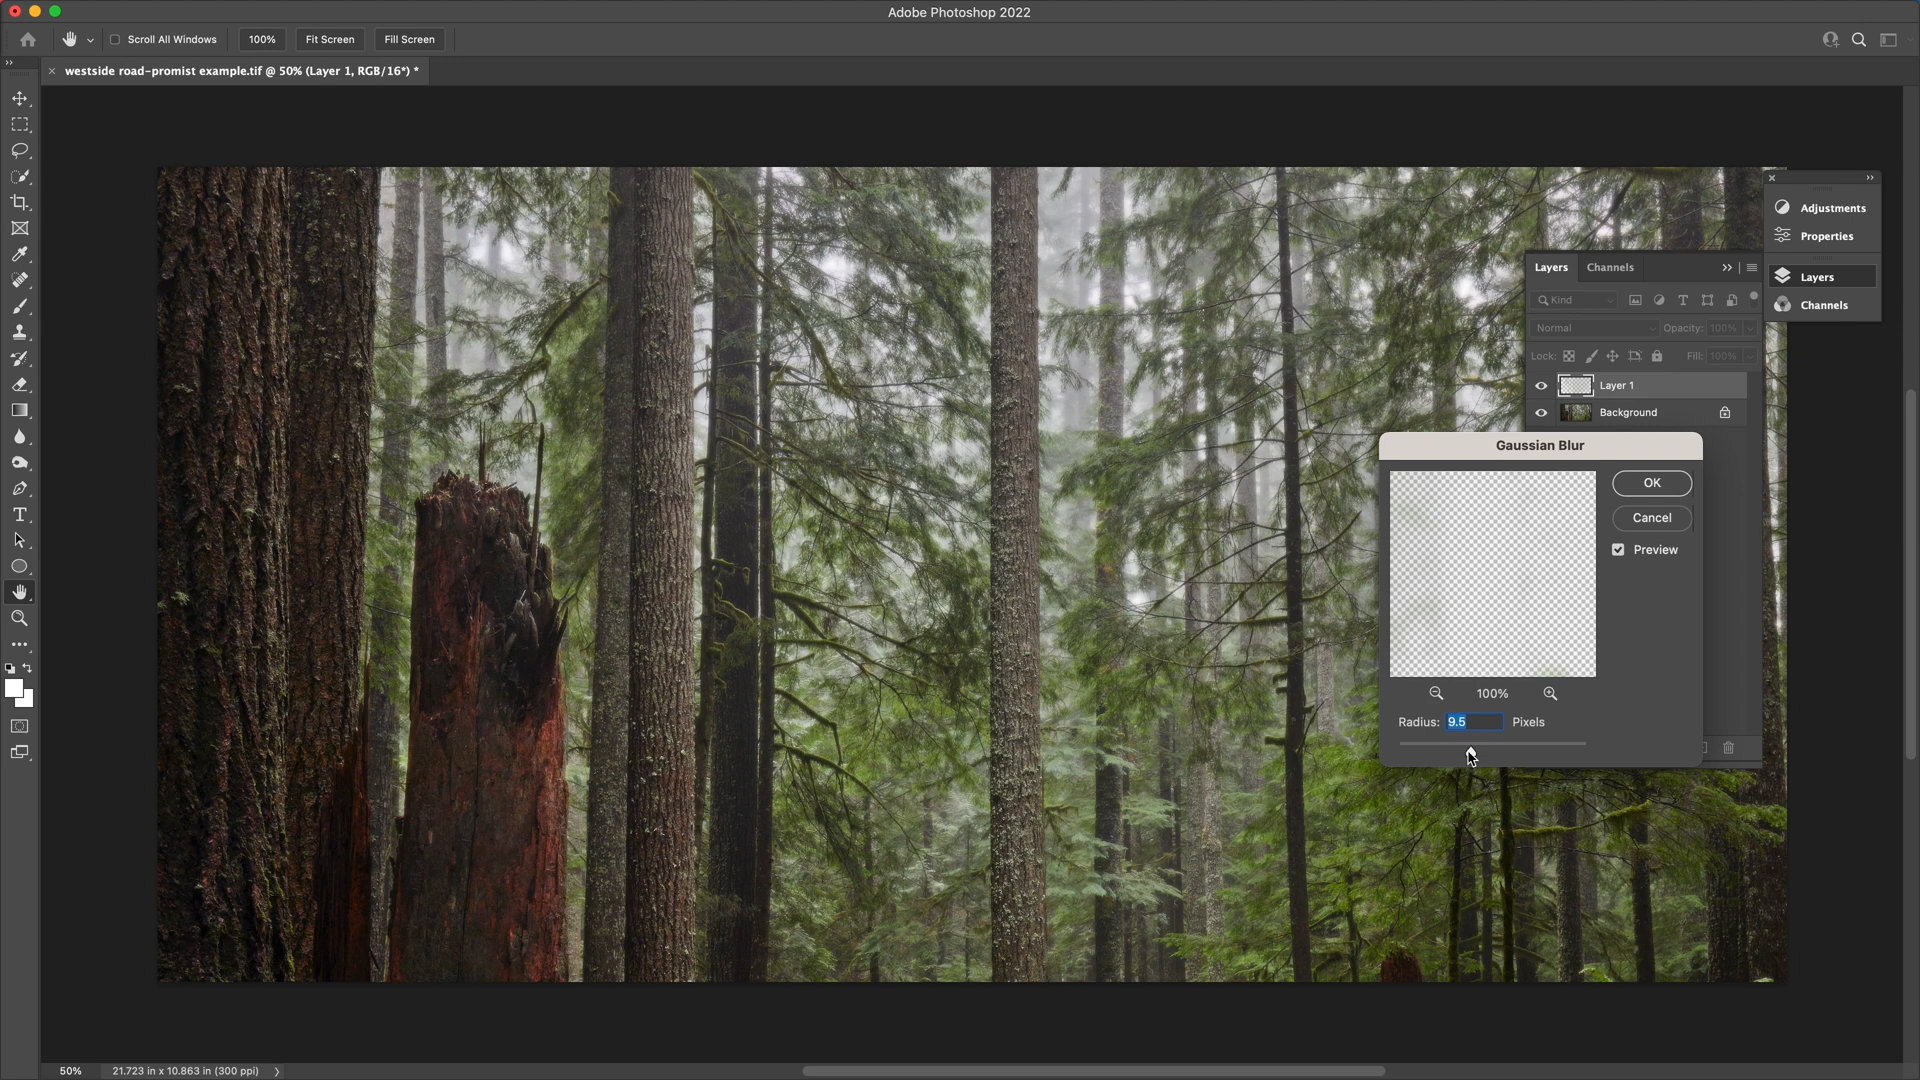 Adobe Photoshop 2022
Scroll All Windows
100%
Fit Screen
Fill Screen
westside road-promist example.tif @ 50% (Layer 1, RGB/16*) *
Adjustments
Properties
Layers
Channels
Layers
Channels
Kind
Normal
Opacity: 100%
Lock:
Fill: 100%
Layer 1
Background
Gaussian Blur
OK
Cancel
Preview
100%
Radius: 9.5 Pixels
50%
21.723 in x 10.863 in (300 ppi)